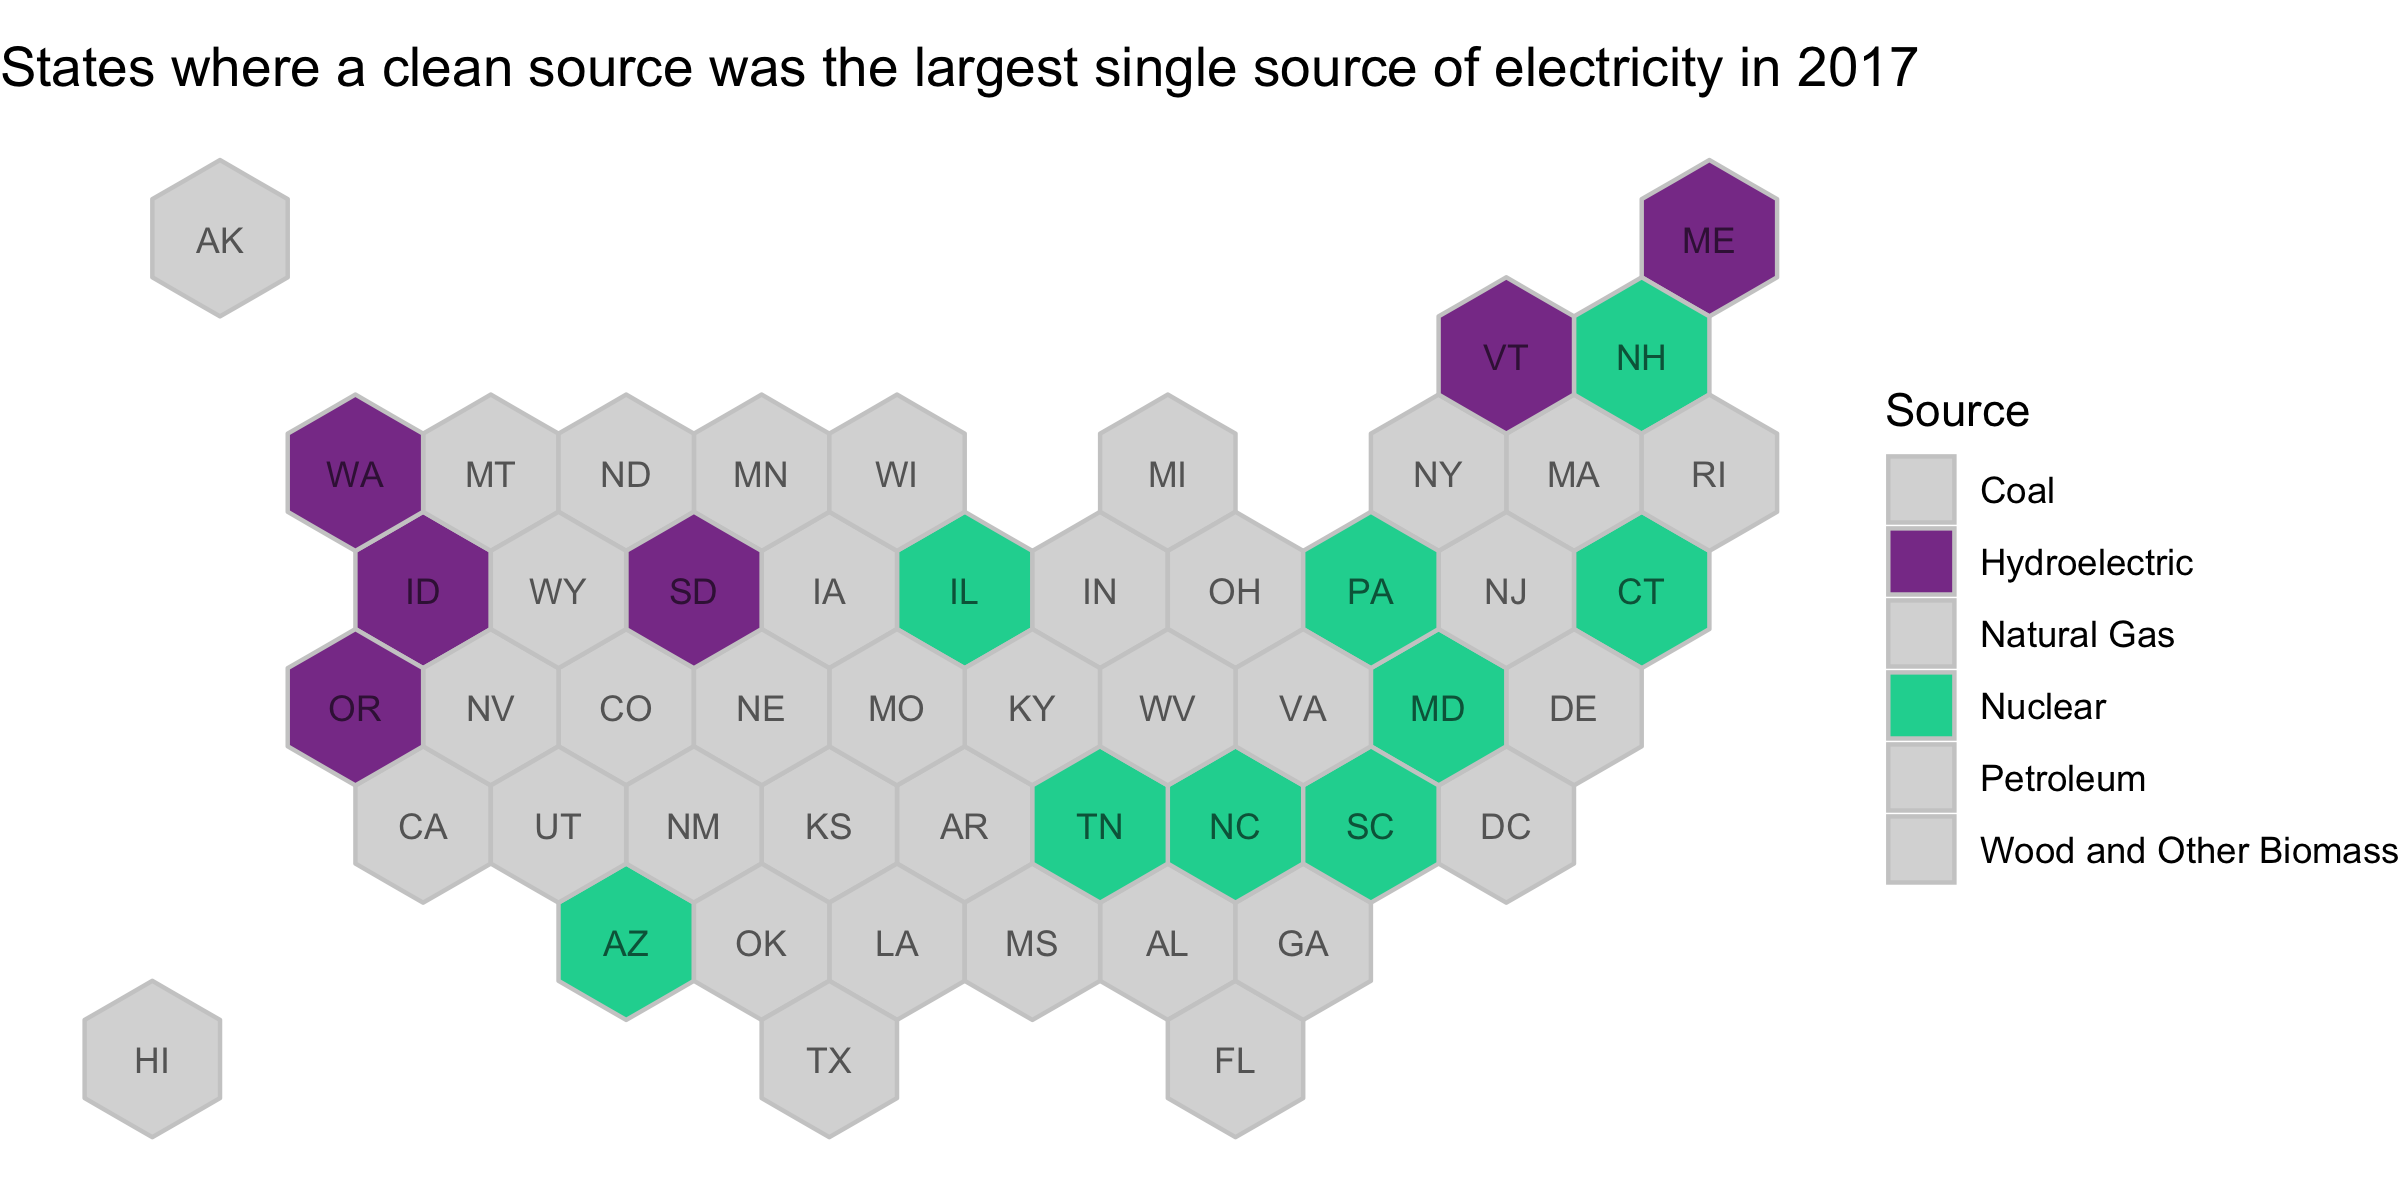 States where a clean source was the largest single source of electricity in 2017
AK
ME
VT NH
WA MT ND MN WI MI NY MA RI
ID WY SD IA IL IN OH PA NJ CT
OR NV CO NE MO KY WV VA MD DE
CA UT NM KS AR TN NC SC DC
AZ OK LA MS AL GA
HI TX FL
Source
Coal
Hydroelectric
Natural Gas
Nuclear
Petroleum
Wood and Other Biomass